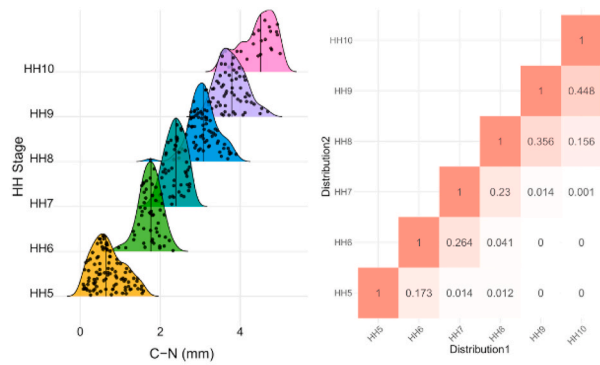 HH Stage
HH10
HH9
HH8
HH7
HH6
HH5
0 2 4
C−N (mm)
Distribution2
HH10 1
HH9 1 0.448
HH8 1 0.356 0.156
HH7 1 0.23 0.014 0.001
HH6 1 0.264 0.041 0 0
HH5 1 0.173 0.014 0.012 0 0
HH5 HH6 HH7 HH8 HH9 HH10
Distribution1